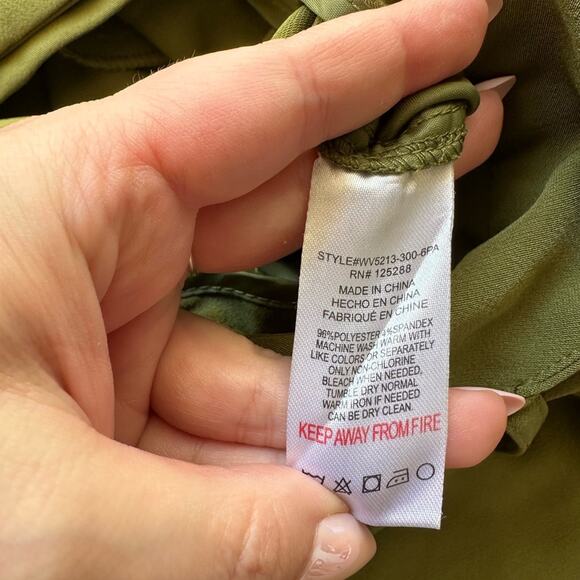 STYLE#WV5213-300-6PA
RN# 125288
MADE IN CHINA
HECHO EN CHINA
FABRIQUÉ EN CHINE
96%POLYESTER 4%SPANDEX
MACHINE WASH WARM WITH
LIKE COLORS OR SEPARATELY
ONLY NON-CHLORINE
BLEACH WHEN NEEDED,
TUMBLE DRY NORMAL
WARM IRON IF NEEDED
CAN BE DRY CLEAN.
KEEP AWAY FROM FIRE